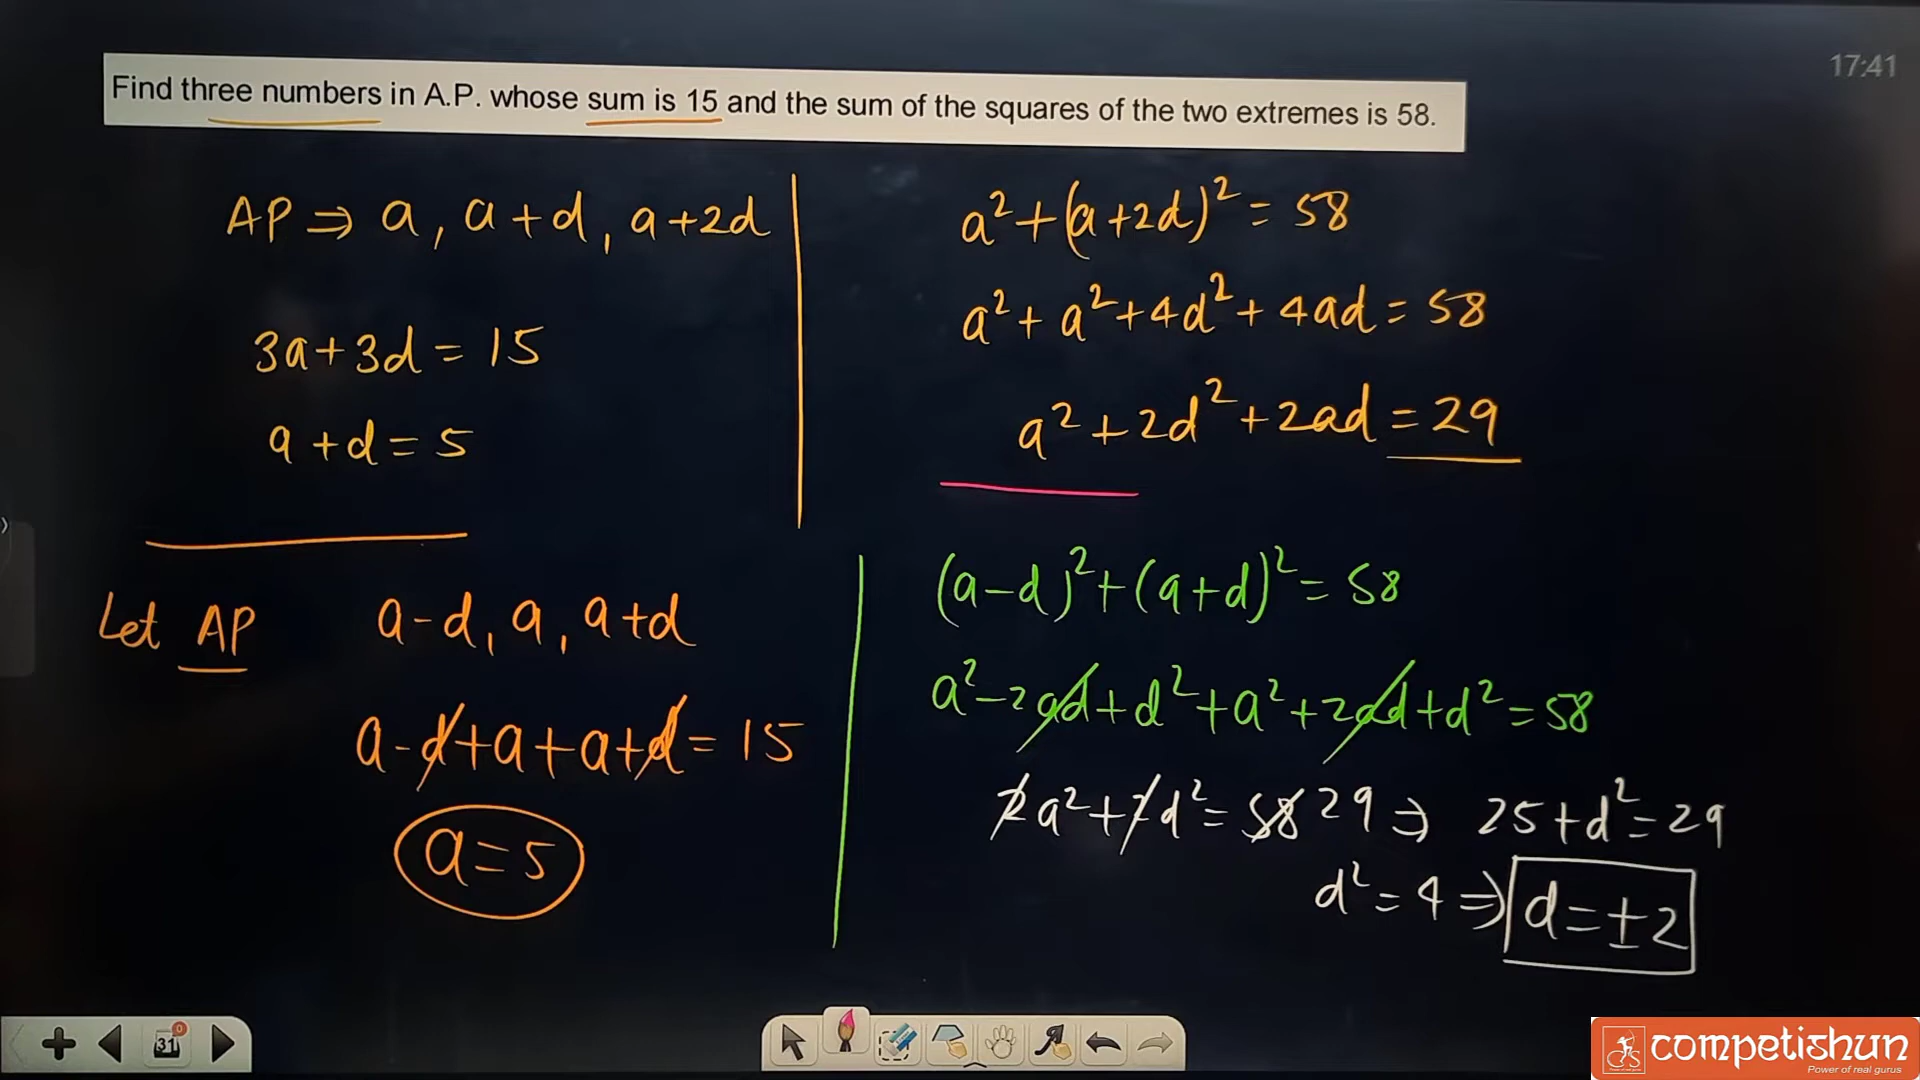 17:41
Find three numbers in A.P. whose sum is 15 and the sum of the squares of the two extremes is 58.
AP ⇒ a, a+d, a+2d
3a+3d = 15
a+d = 5
a²+(a+2d)² = 58
a²+a²+4d²+4ad = 58
a²+2d²+2ad = 29
Let AP a-d, a, a+d
a-d+a+a+d = 15
a=5
(a-d)²+(a+d)² = 58
a²-2ad+d²+a²+2ad+d² = 58
2a²+2d² = 58 29 ⇒ 25+d² = 29
d² = 4 ⇒ d = ±2
31
0
competishun
Power of real gurus